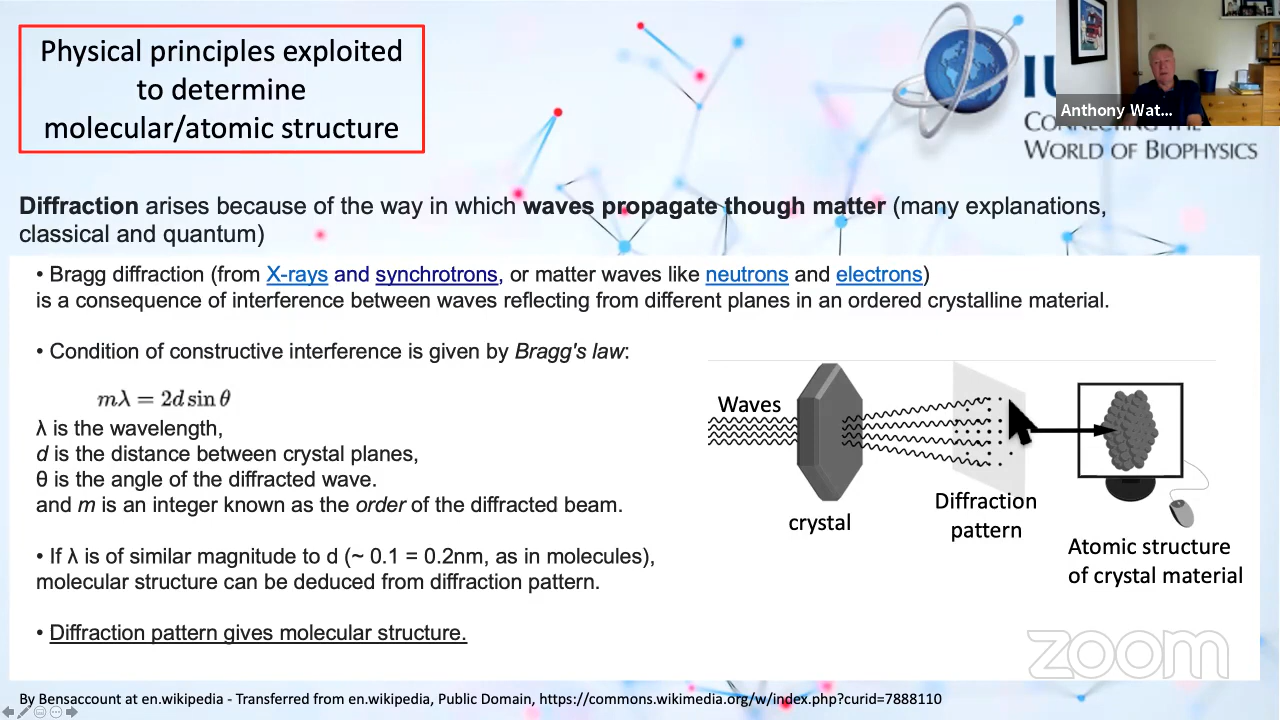 Physical principles exploited
to determine
molecular/atomic structure
IU
CONNECTING THE
WORLD OF BIOPHYSICS
Anthony Wat...
Diffraction arises because of the way in which waves propagate though matter (many explanations,
classical and quantum)
• Bragg diffraction (from X-rays and synchrotrons, or matter waves like neutrons and electrons)
is a consequence of interference between waves reflecting from different planes in an ordered crystalline material.
• Condition of constructive interference is given by Bragg's law:
mλ = 2d sin θ
λ is the wavelength,
d is the distance between crystal planes,
θ is the angle of the diffracted wave.
and m is an integer known as the order of the diffracted beam.
• If λ is of similar magnitude to d (~ 0.1 = 0.2nm, as in molecules),
molecular structure can be deduced from diffraction pattern.
• Diffraction pattern gives molecular structure.
Waves
crystal
Diffraction
pattern
Atomic structure
of crystal material
zoom
By Bensaccount at en.wikipedia - Transferred from en.wikipedia, Public Domain, https://commons.wikimedia.org/w/index.php?curid=7888110